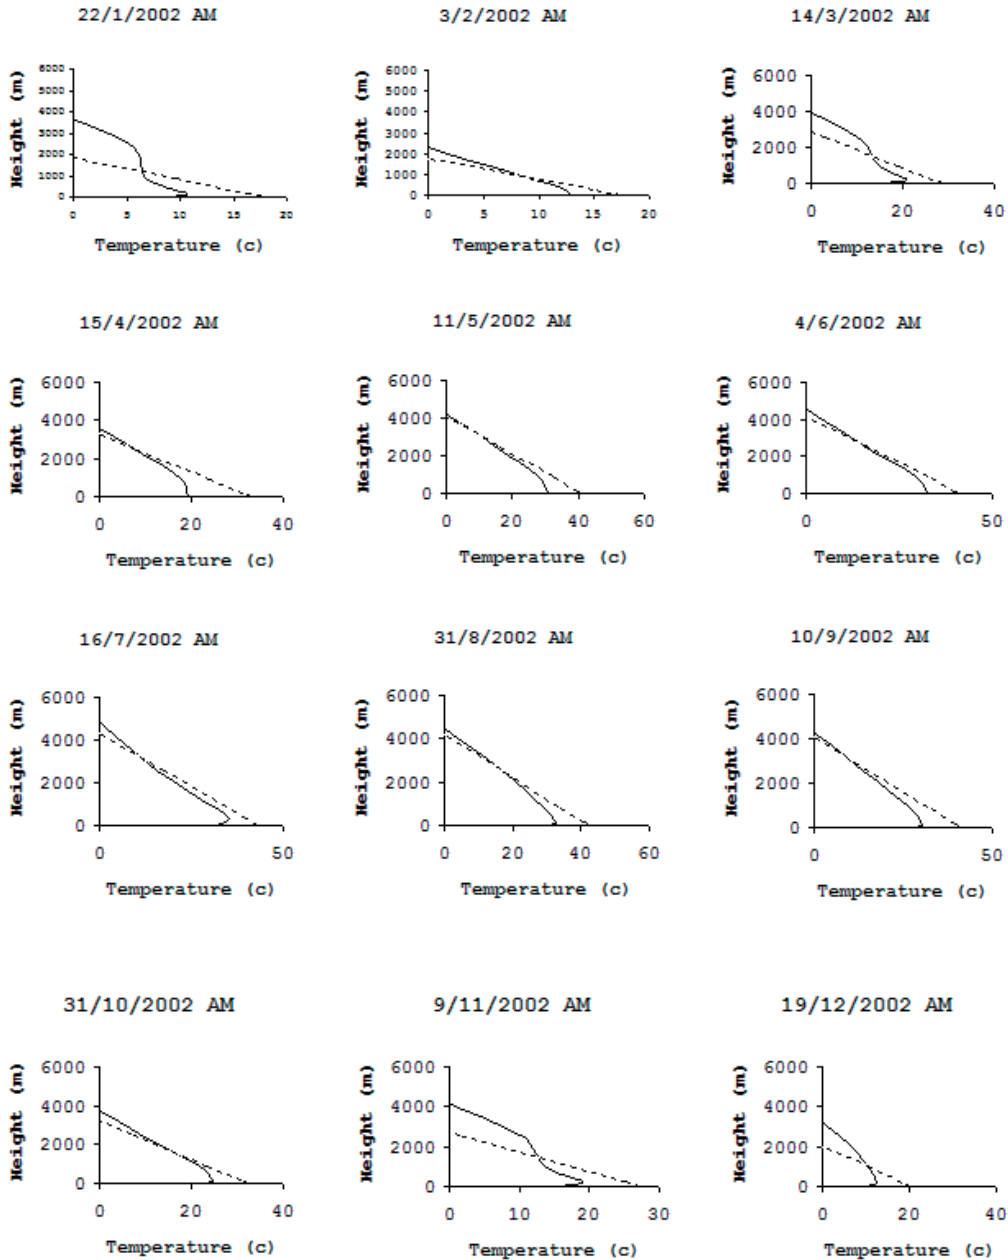 22/1/2002 AM
Height (m)
6000
5000
4000
3000
2000
1000
0
0 5 10 15 20
Temperature (c)
3/2/2002 AM
Height (m)
6000
5000
4000
3000
2000
1000
0
0 5 10 15 20
Temperature (c)
14/3/2002 AM
Height (m)
6000
4000
2000
0
0 20 40
Temperature (c)
15/4/2002 AM
Height (m)
6000
4000
2000
0
0 20 40
Temperature (c)
11/5/2002 AM
Height (m)
6000
4000
2000
0
0 20 40 60
Temperature (c)
4/6/2002 AM
Height (m)
6000
4000
2000
0
0 50
Temperature (c)
16/7/2002 AM
Height (m)
6000
4000
2000
0
0 50
Temperature (c)
31/8/2002 AM
Height (m)
6000
4000
2000
0
0 20 40 60
Temperature (c)
10/9/2002 AM
Height (m)
6000
4000
2000
0
0 50
Temperature (c)
31/10/2002 AM
Height (m)
6000
4000
2000
0
0 20 40
Temperature (c)
9/11/2002 AM
Height (m)
6000
4000
2000
0
0 10 20 30
Temperature (c)
19/12/2002 AM
Height (m)
6000
4000
2000
0
0 20 40
Temperature (c)